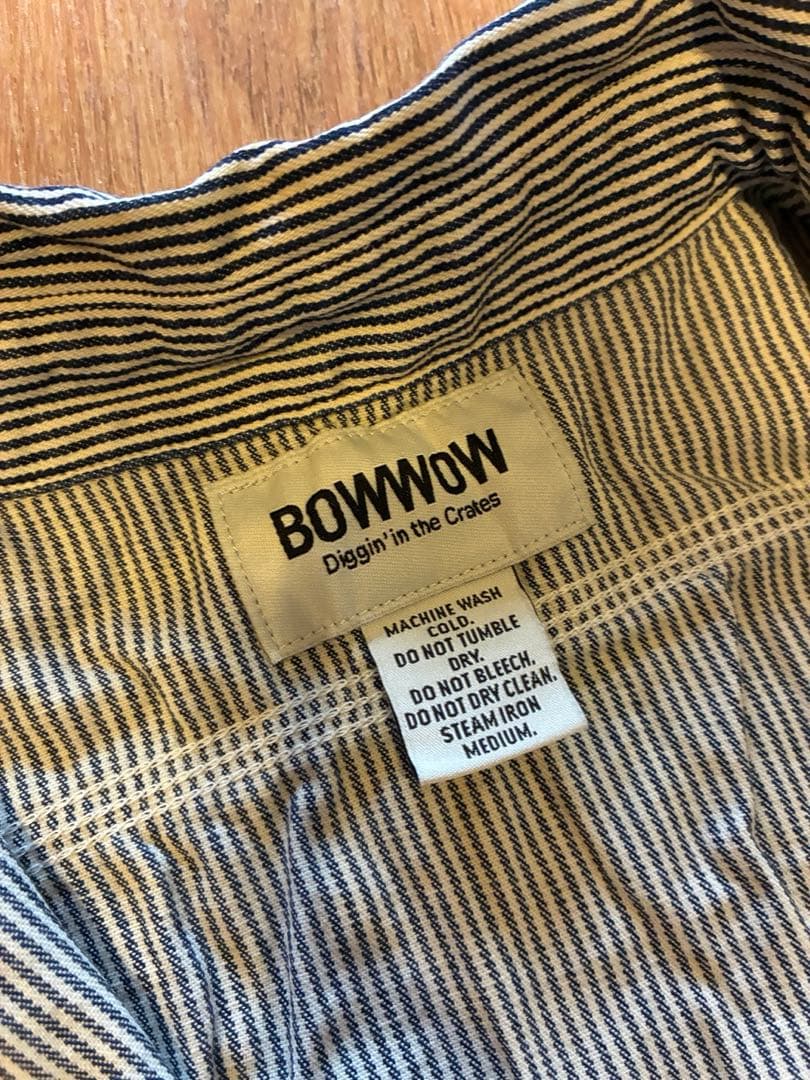 BOWWOW
Diggin' in the Crates
MACHINE WASH
COLD.
DO NOT TUMBLE
DRY.
DO NOT BLEECH.
DO NOT DRY CLEAN.
STEAM IRON
MEDIUM.